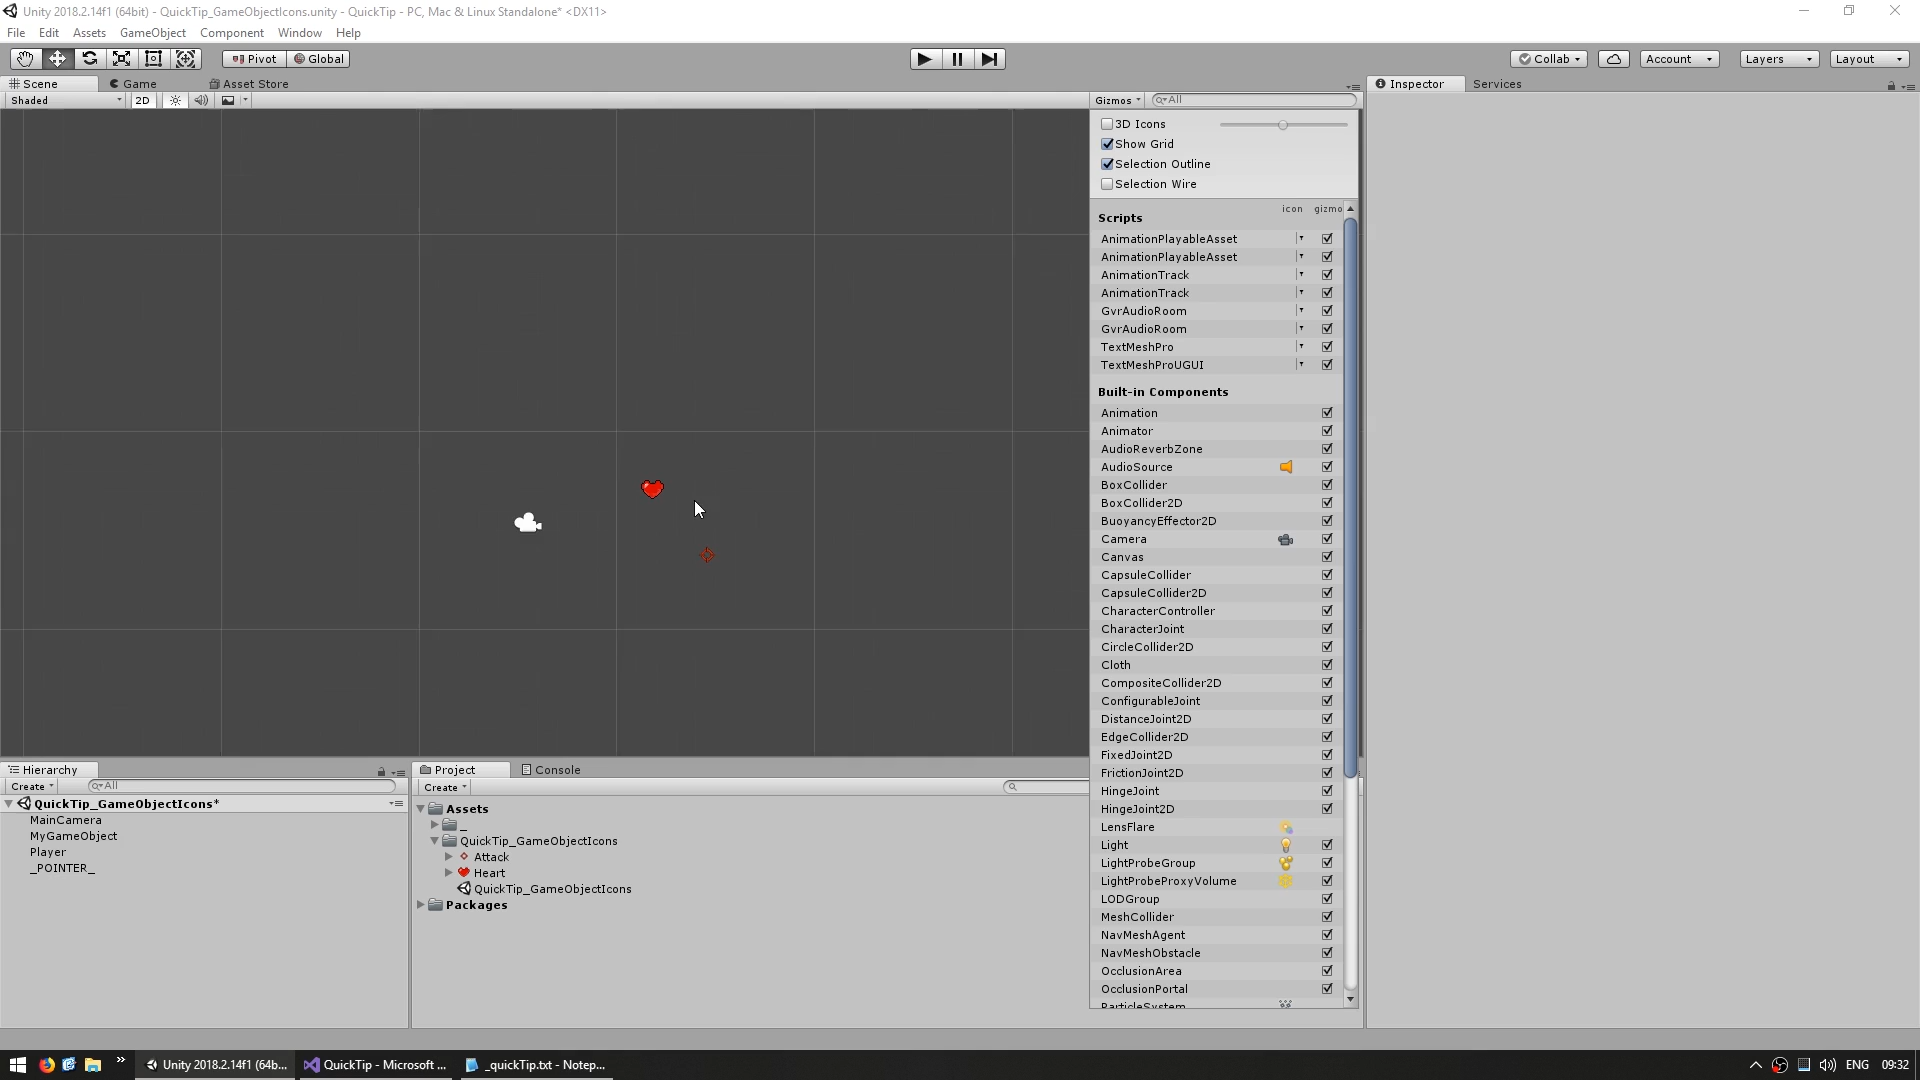 Unity 2018.2.14f1 (64bit) - QuickTip_GameObjectIcons.unity - QuickTip - PC, Mac & Linux Standalone* <DX11>
File Edit Assets GameObject Component Window Help
Pivot Global Collab Account Layers Layout
Scene Game Asset Store Inspector Services
Shaded 2D Gizmos All
3D Icons
Show Grid
Selection Outline
Selection Wire
icon gizmo
Scripts
AnimationPlayableAsset
AnimationPlayableAsset
AnimationTrack
AnimationTrack
GvrAudioRoom
GvrAudioRoom
TextMeshPro
TextMeshProUGUI
Built-in Components
Animation
Animator
AudioReverbZone
AudioSource
BoxCollider
BoxCollider2D
BuoyancyEffector2D
Camera
Canvas
CapsuleCollider
CapsuleCollider2D
CharacterController
CharacterJoint
CircleCollider2D
Cloth
CompositeCollider2D
ConfigurableJoint
DistanceJoint2D
EdgeCollider2D
FixedJoint2D
FrictionJoint2D
HingeJoint
HingeJoint2D
LensFlare
Light
LightProbeGroup
LightProbeProxyVolume
LODGroup
MeshCollider
NavMeshAgent
NavMeshObstacle
OcclusionArea
OcclusionPortal
ParticleSystem
Hierarchy
Create All
QuickTip_GameObjectIcons*
MainCamera
MyGameObject
Player
_POINTER_
Project Console
Create
Assets
_
QuickTip_GameObjectIcons
Attack
Heart
QuickTip_GameObjectIcons
Packages
Unity 2018.2.14f1 (64b... QuickTip - Microsoft ... _quickTip.txt - Notep... ENG 09:32